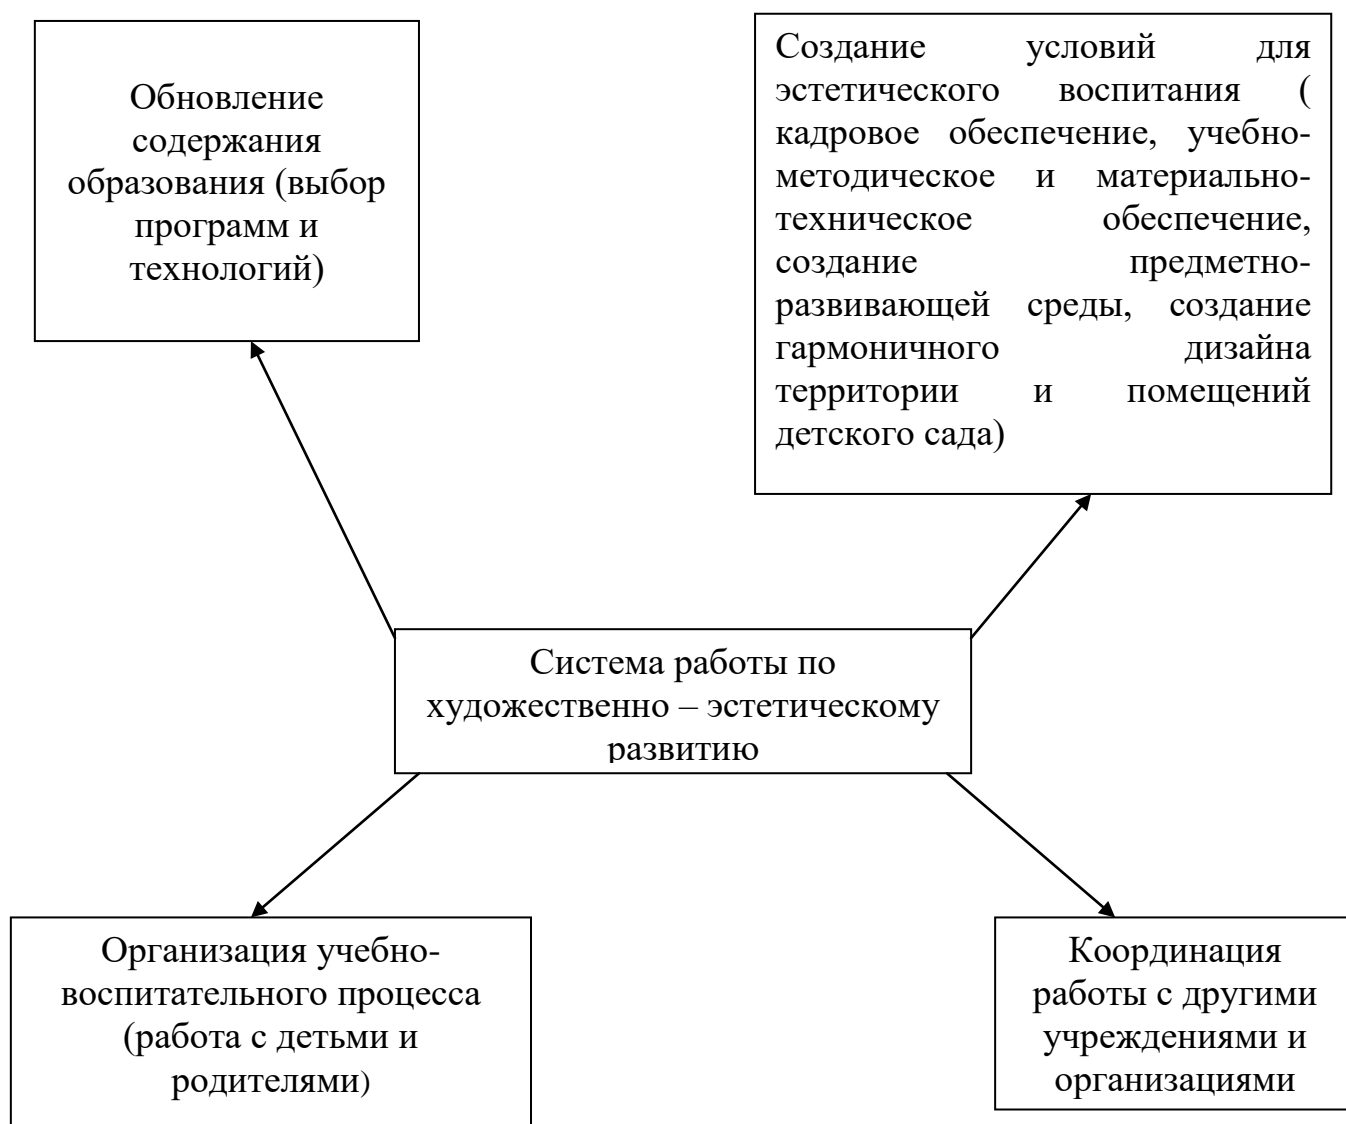 Обновление
содержания
образования (выбор
программ и
технологий)
Создание условий для
эстетического воспитания (
кадровое обеспечение, учебно-
методическое и материально-
техническое обеспечение,
создание предметно-
развивающей среды, создание
гармоничного дизайна
территории и помещений
детского сада)
Система работы по
художественно – эстетическому
развитию
Организация учебно-
воспитательного процесса
(работа с детьми и
родителями)
Координация
работы с другими
учреждениями и
организациями